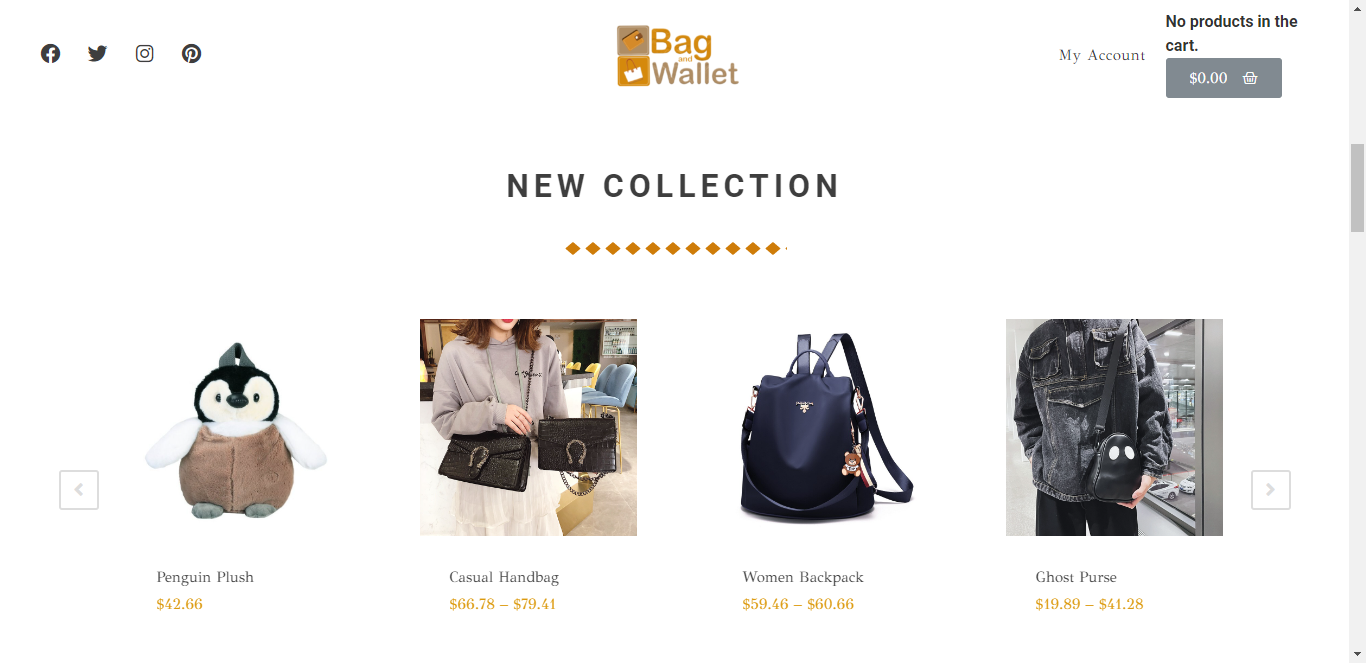 Bag
and
Wallet
My Account
No products in the
cart.
$0.00
NEW COLLECTION
Penguin Plush
$42.66
Casual Handbag
$66.78 – $79.41
Women Backpack
$59.46 – $60.66
Ghost Purse
$19.89 – $41.28